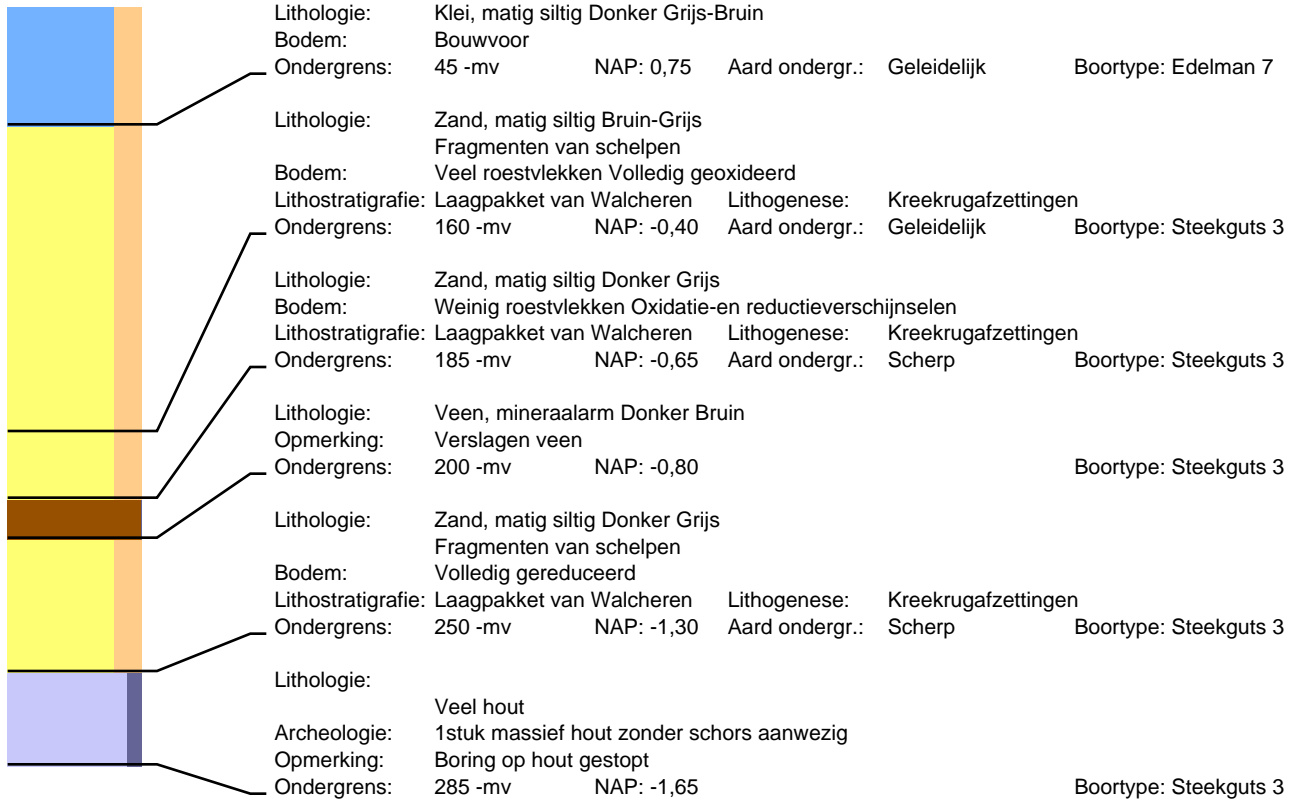 Lithologie: Klei, matig siltig Donker Grijs-Bruin
Bodem: Bouwvoor
Ondergrens: 45 -mv NAP: 0,75 Aard ondergr.: Geleidelijk Boortype: Edelman 7
Lithologie: Zand, matig siltig Bruin-Grijs
Fragmenten van schelpen
Bodem: Veel roestvlekken Volledig geoxideerd
Lithostratigrafie: Laagpakket van Walcheren Lithogenese: Kreekrugafzettingen
Ondergrens: 160 -mv NAP: -0,40 Aard ondergr.: Geleidelijk Boortype: Steekguts 3
Lithologie: Zand, matig siltig Donker Grijs
Bodem: Weinig roestvlekken Oxidatie-en reductieverschijnselen
Lithostratigrafie: Laagpakket van Walcheren Lithogenese: Kreekrugafzettingen
Ondergrens: 185 -mv NAP: -0,65 Aard ondergr.: Scherp Boortype: Steekguts 3
Lithologie: Veen, mineraalarm Donker Bruin
Opmerking: Verslagen veen
Ondergrens: 200 -mv NAP: -0,80 Boortype: Steekguts 3
Lithologie: Zand, matig siltig Donker Grijs
Fragmenten van schelpen
Bodem: Volledig gereduceerd
Lithostratigrafie: Laagpakket van Walcheren Lithogenese: Kreekrugafzettingen
Ondergrens: 250 -mv NAP: -1,30 Aard ondergr.: Scherp Boortype: Steekguts 3
Lithologie:
Veel hout
Archeologie: 1stuk massief hout zonder schors aanwezig
Opmerking: Boring op hout gestopt
Ondergrens: 285 -mv NAP: -1,65 Boortype: Steekguts 3